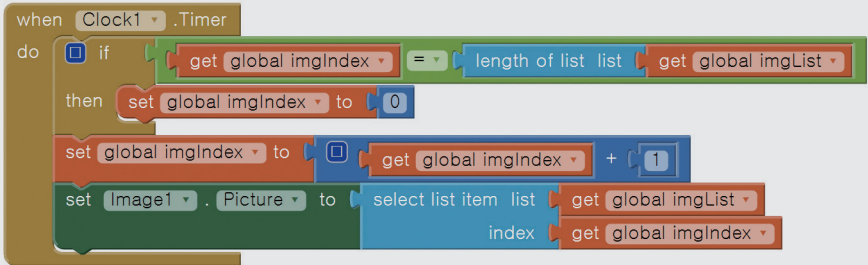 when Clock1 .Timer
do if get global imgIndex = length of list list get global imgList
then set global imgIndex to 0
set global imgIndex to get global imgIndex + 1
set Image1 . Picture to select list item list get global imgList
index get global imgIndex